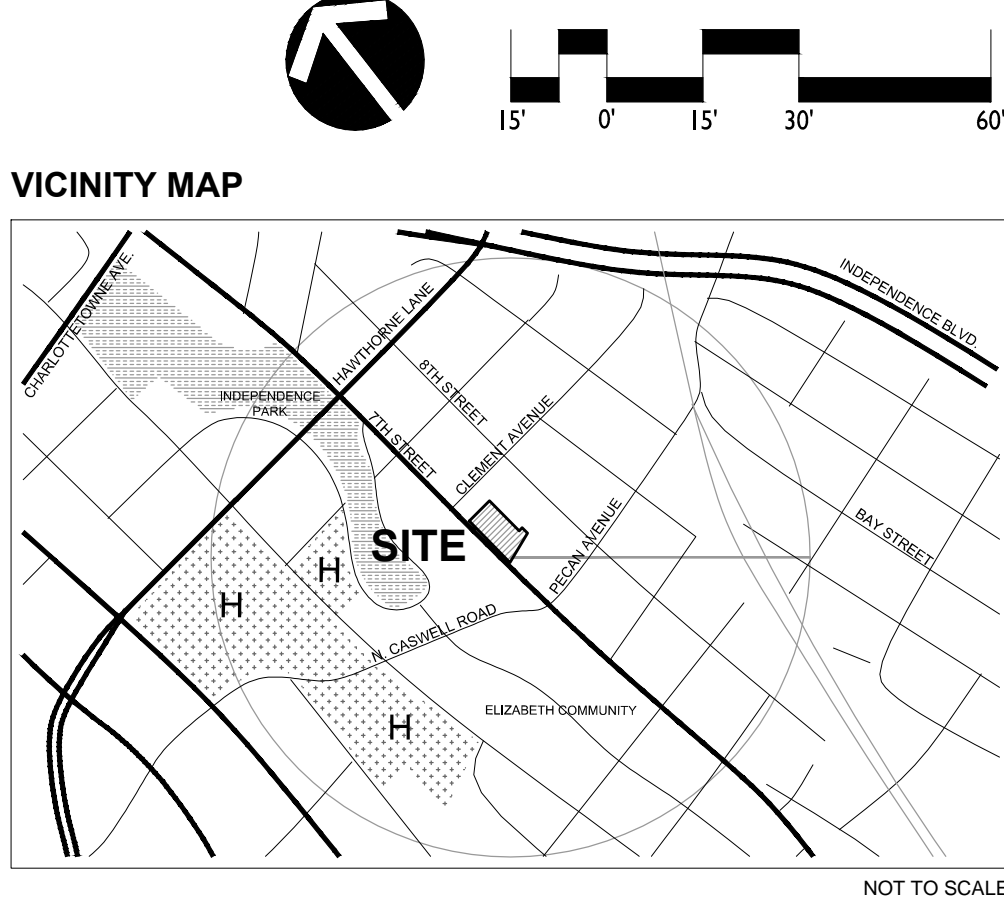 15' 0' 15' 30' 60'
VICINITY MAP
CHARLOTTETOWNE AVE.
HAWTHORNE LANE
INDEPENDENCE BLVD.
INDEPENDENCE
PARK
8TH STREET
7TH STREET
CLEMENT AVENUE
SITE
PECAN AVENUE
BAY STREET
H
H
N. CASWELL ROAD
H
ELIZABETH COMMUNITY
NOT TO SCALE